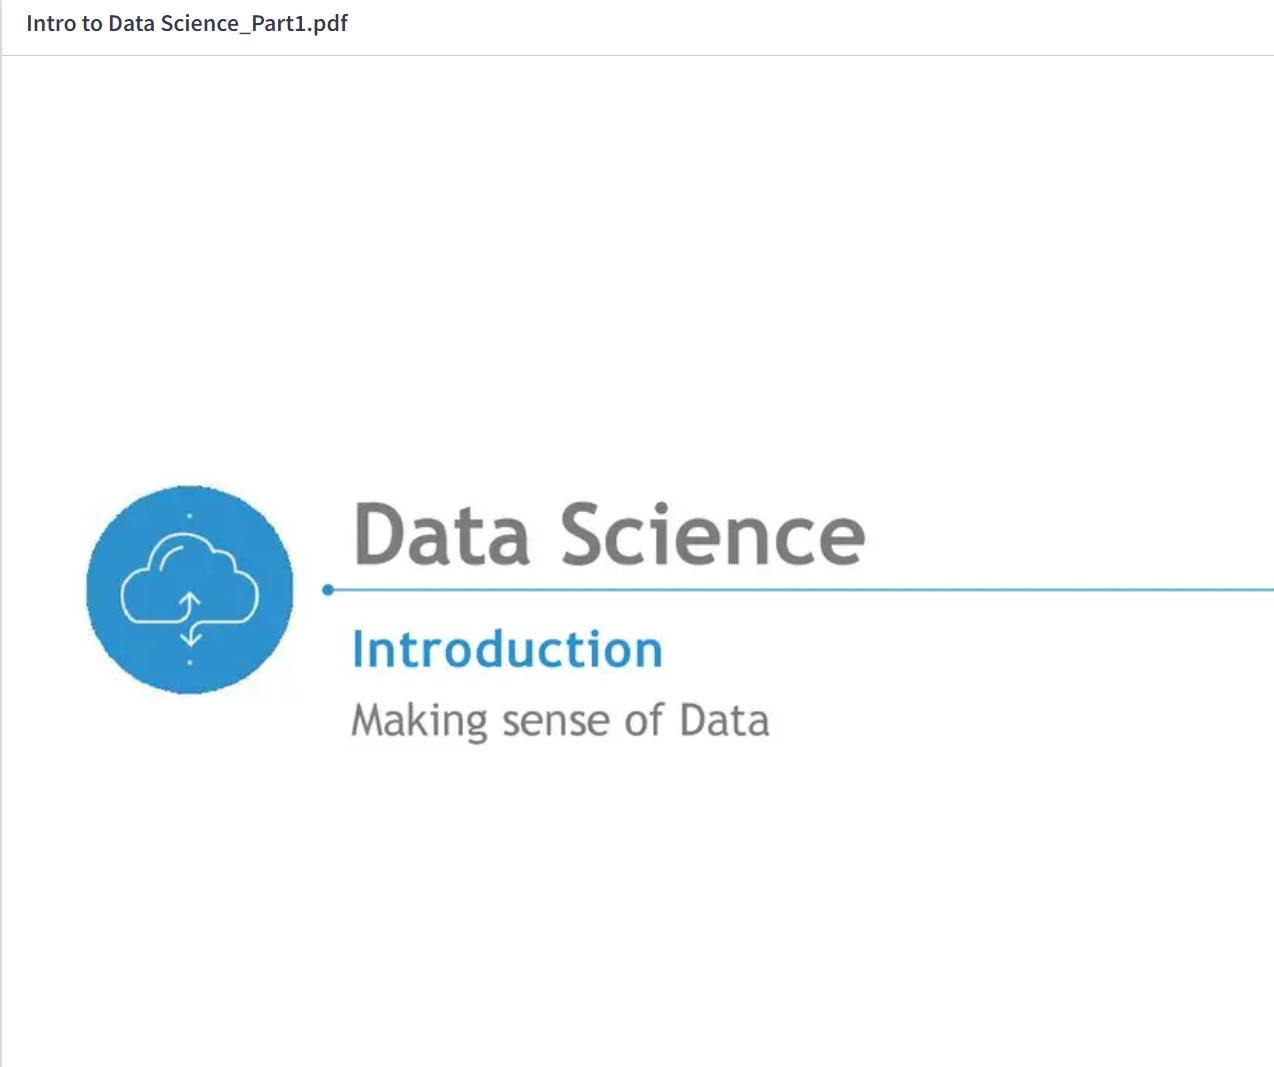 Intro to Data Science_Part1.pdf
Data Science
Introduction
Making sense of Data